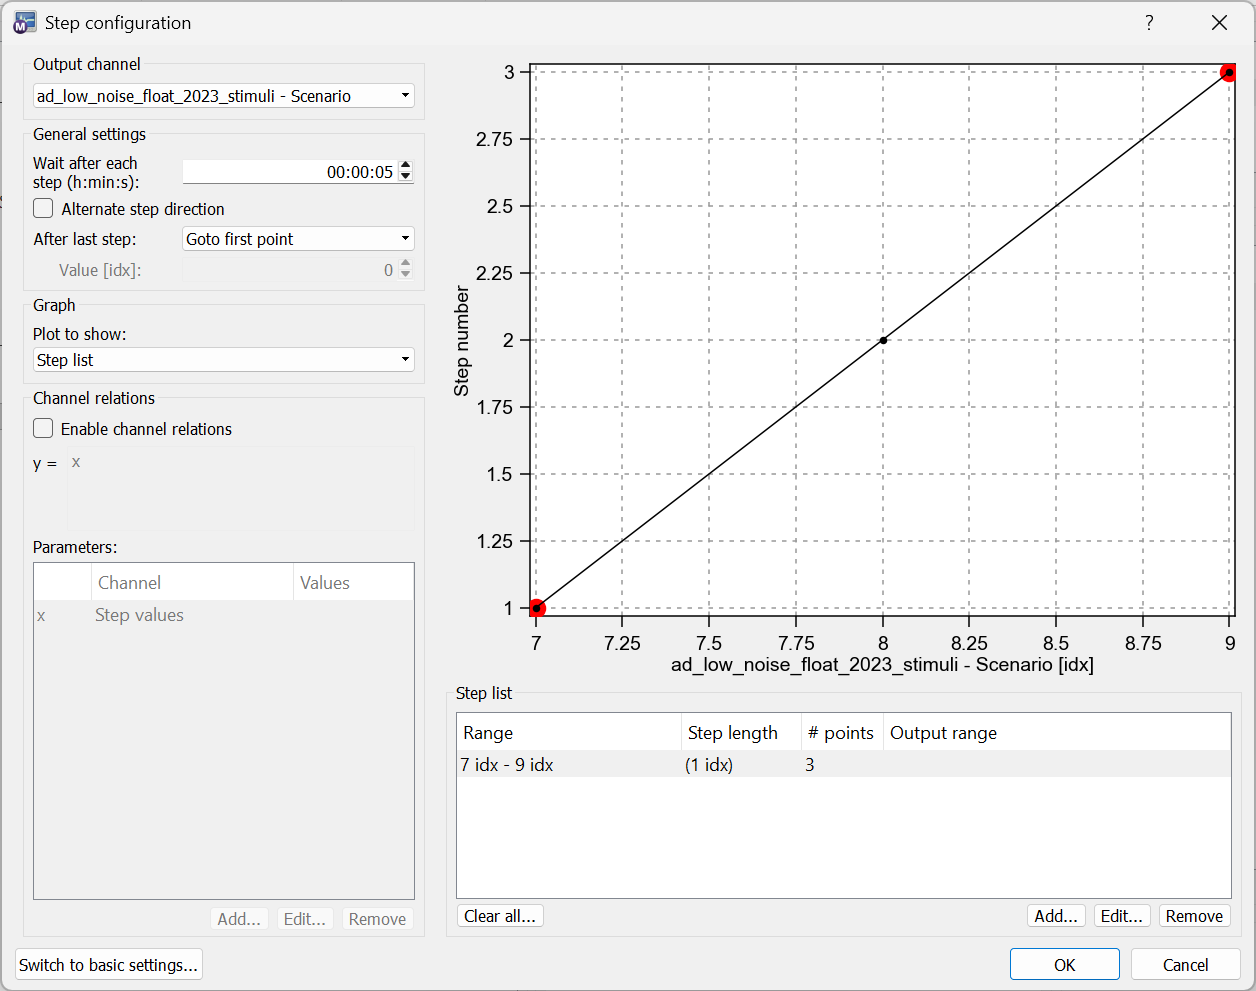 Step configuration
?
Output channel
ad_low_noise_float_2023_stimuli - Scenario
General settings
Wait after each
step (h:min:s):
00:00:05
Alternate step direction
After last step:
Goto first point
Value [idx]:
0
Graph
Plot to show:
Step list
Channel relations
Enable channel relations
y =
x
Parameters:
Channel
Values
x
Step values
Add...
Edit...
Remove
Step number
3
2.75
2.5
2.25
2
1.75
1.5
1.25
1
7
7.25
7.5
7.75
8
8.25
8.5
8.75
9
ad_low_noise_float_2023_stimuli - Scenario [idx]
Step list
Range
Step length
# points
Output range
7 idx - 9 idx
(1 idx)
3
Clear all...
Add...
Edit...
Remove
Switch to basic settings...
OK
Cancel